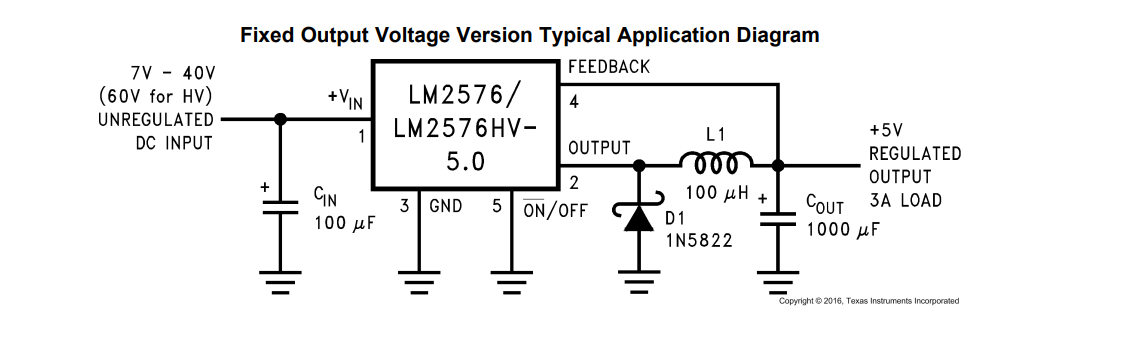 Fixed Output Voltage Version Typical Application Diagram
7V – 40V
(60V for HV)
UNREGULATED
DC INPUT
+VIN
1
CIN
100 μF
+
LM2576/
LM2576HV–
5.0
3
GND
5
ON/OFF
FEEDBACK
4
OUTPUT
2
D1
1N5822
L1
100 μH
+
COUT
1000 μF
+5V
REGULATED
OUTPUT
3A LOAD
Copyright © 2016, Texas Instruments Incorporated